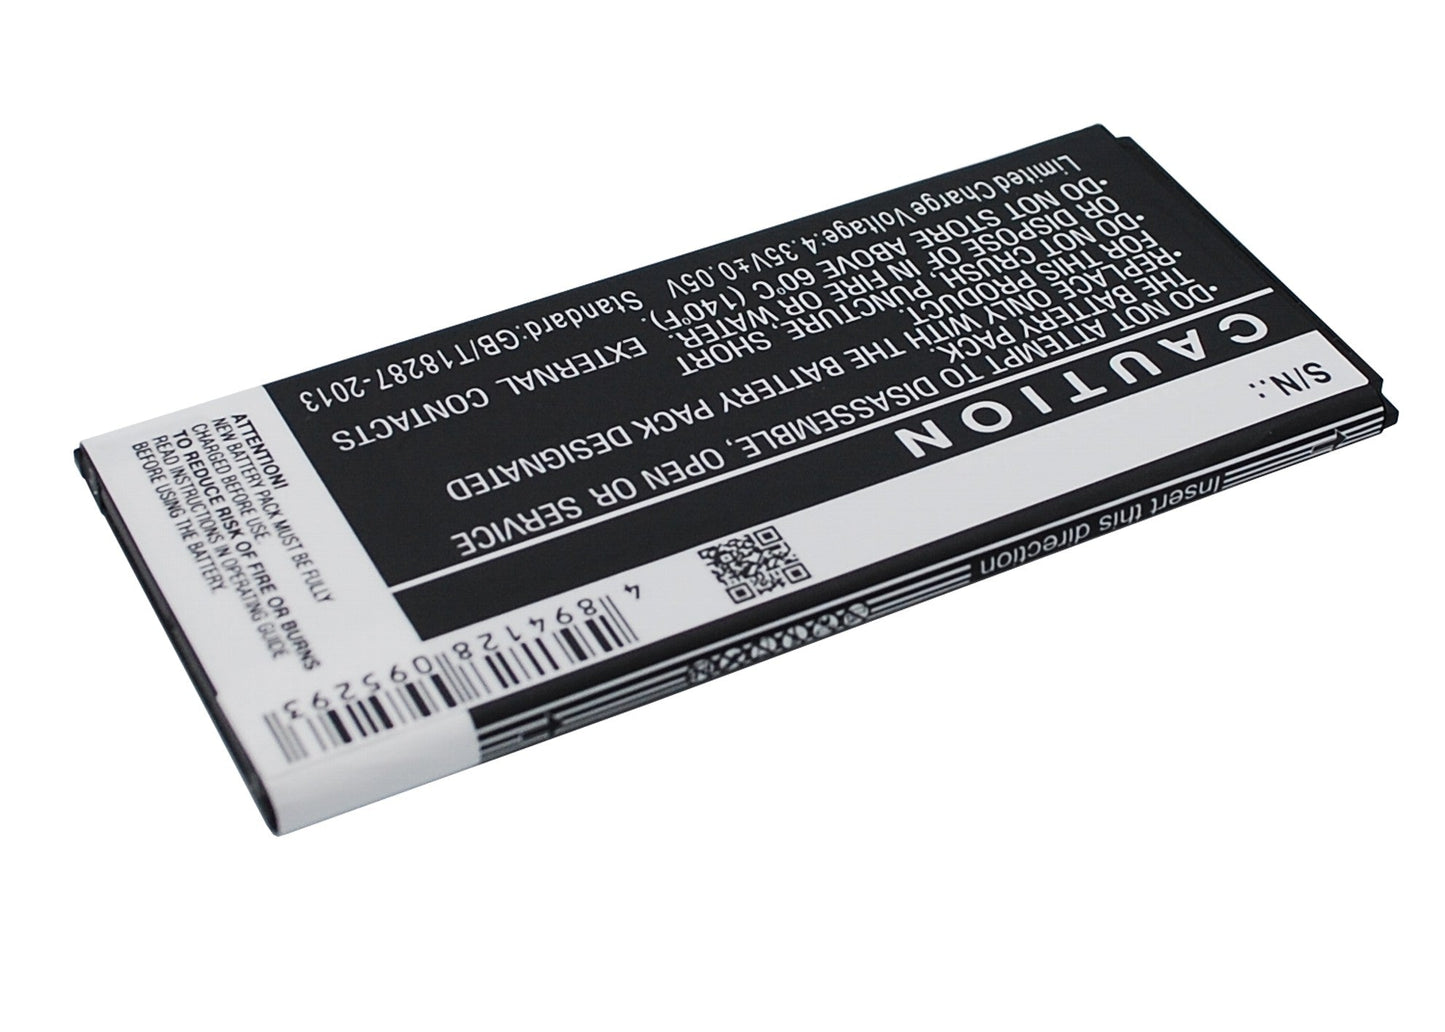 S/N.:
CAUTION
•DO NOT ATTEMPT TO DISASSEMBLE, OPEN OR SERVICE
THE BATTERY PACK.
•REPLACE ONLY WITH THE BATTERY PACK DESIGNATED
FOR THIS PRODUCT.
•DO NOT CRUSH, PUNCTURE, SHORT EXTERNAL CONTACTS
OR DISPOSE OF IN FIRE OR WATER.
•DO NOT STORE ABOVE 60°C (140°F).
Limited Charge Voltage:4.35V±0.05V Standard:GB/T18287-2013
ATTENTION!
NEW BATTERY PACK MUST BE FULLY
CHARGED BEFORE USE.
TO REDUCE RISK OF FIRE OR BURNS
READ INSTRUCTIONS IN OPERATING GUIDE
BEFORE USING THE BATTERY.
4894128095293
Insert this direction